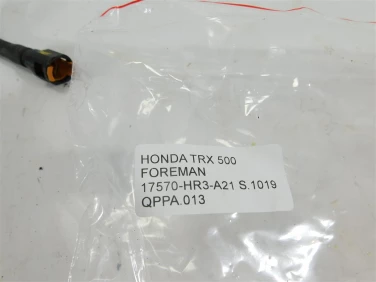 HONDA TRX 500
FOREMAN
17570-HR3-A21 S.1019
QPPA.013